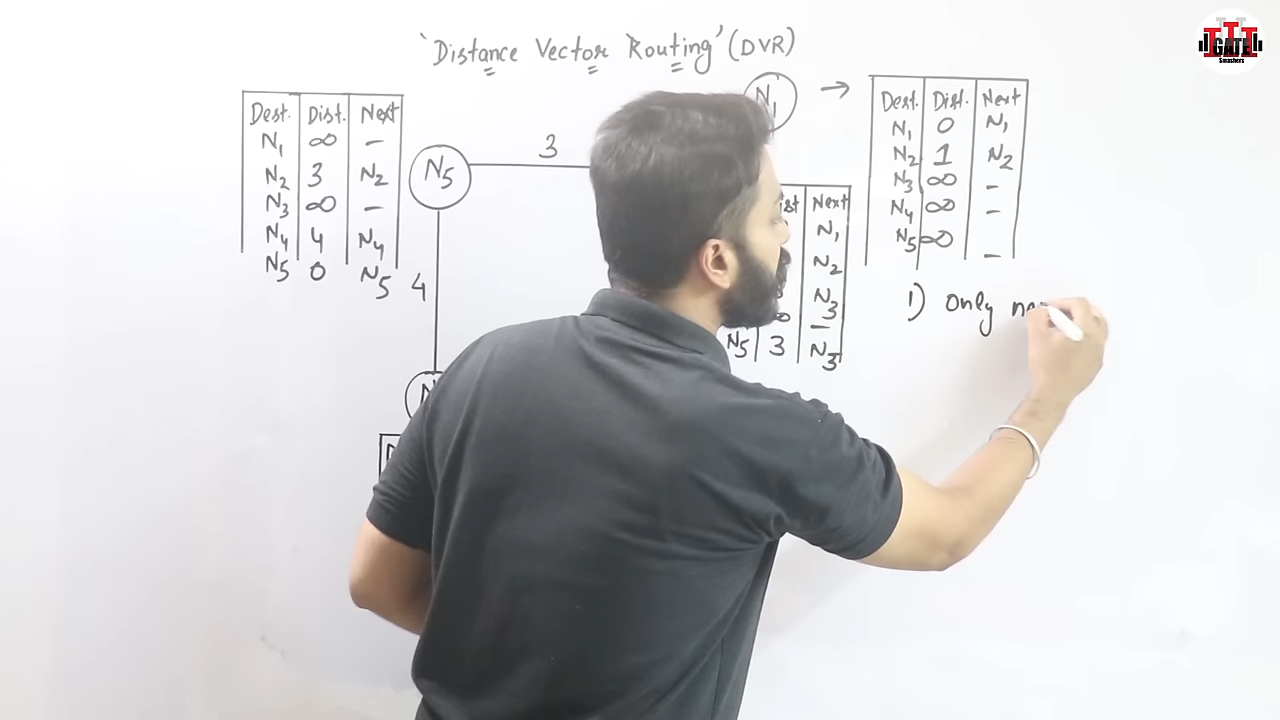 'Distance Vector Routing' (DVR)
Dest. Dist. Next
N1 ∞ -
N2 3 N2
N3 ∞ -
N4 4 N4
N5 0 N5
N5
3
4
N1 →
Dest. Dist. Next
N1 0 N1
N2 1 N2
N3 ∞ -
N4 ∞ -
N5 ∞ -
Next
N1
N2
N3
∞ -
N5 3 N3
1) Only
GATE
Smashers